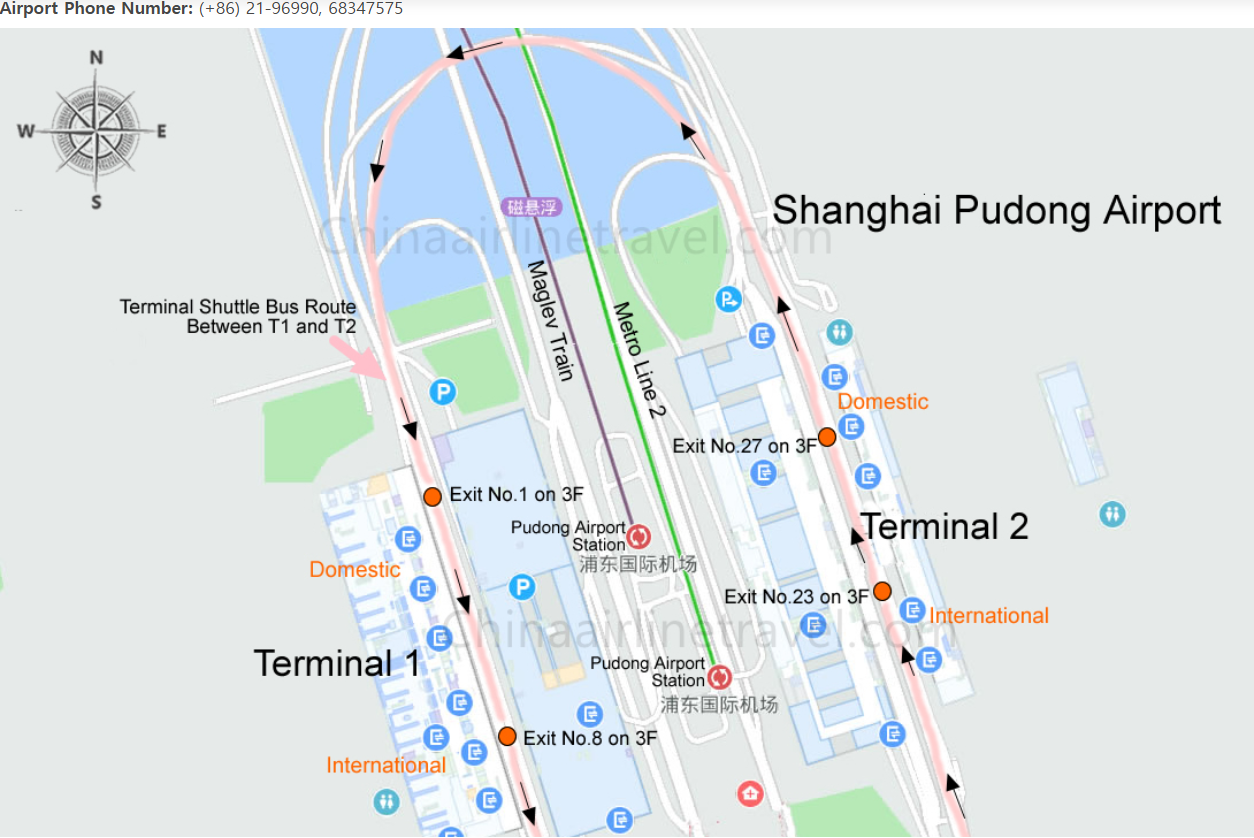 Airport Phone Number: (+86) 21-96990, 68347575
N
W
E
S
磁悬浮
Shanghai Pudong Airport
Chinaairlinetravel.com
Maglev Train
Metro Line 2
Terminal Shuttle Bus Route
Between T1 and T2
P
P
Domestic
Exit No.27 on 3F
Exit No.1 on 3F
Terminal 2
Pudong Airport
Station
浦东国际机场
Domestic
P
Exit No.23 on 3F
International
Chinaairlinetravel.com
Terminal 1
Pudong Airport
Station
浦东国际机场
Exit No.8 on 3F
International